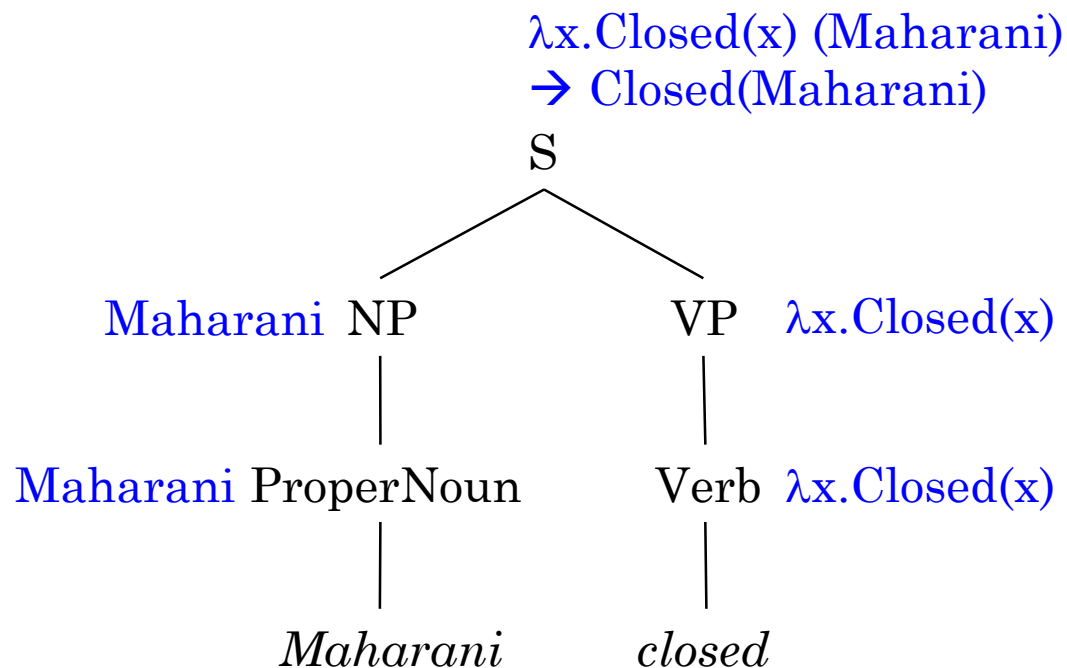 λx.Closed(x) (Maharani)
→ Closed(Maharani)
S
Maharani NP VP λx.Closed(x)
Maharani ProperNoun Verb λx.Closed(x)
Maharani closed